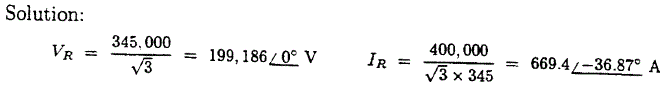 Solution:
V_R = 345,000 / √3 = 199,186∠0° V    I_R = 400,000 / (√3 × 345) = 669.4∠−36.87° A